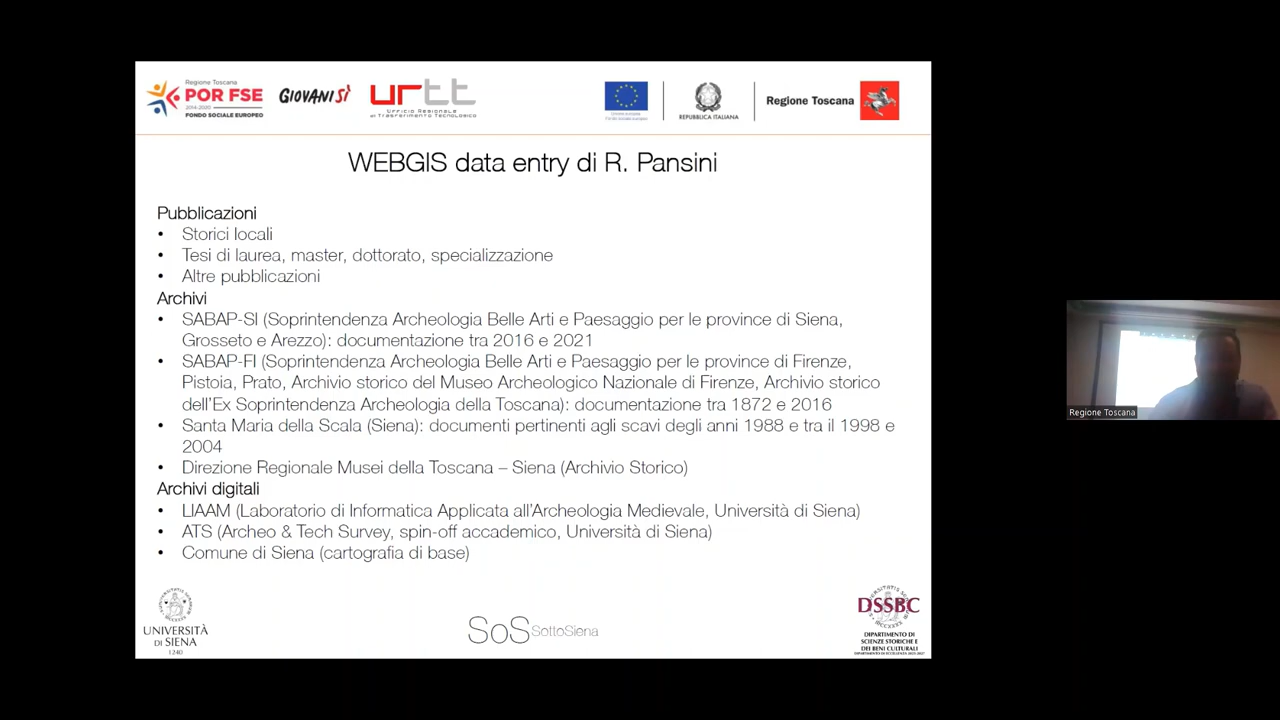 Regione Toscana
POR FSE
2014-2020
FONDO SOCIALE EUROPEO
GIOVANISÌ
urtt
Ufficio Regionale
di Trasferimento Tecnologico
Unione europea
Fondo sociale europeo
REPUBBLICA ITALIANA
Regione Toscana
WEBGIS data entry di R. Pansini
Pubblicazioni
• Storici locali
• Tesi di laurea, master, dottorato, specializzazione
• Altre pubblicazioni
Archivi
• SABAP-SI (Soprintendenza Archeologia Belle Arti e Paesaggio per le province di Siena,
Grosseto e Arezzo): documentazione tra 2016 e 2021
• SABAP-FI (Soprintendenza Archeologia Belle Arti e Paesaggio per le province di Firenze,
Pistoia, Prato, Archivio storico del Museo Archeologico Nazionale di Firenze, Archivio storico
dell'Ex Soprintendenza Archeologia della Toscana): documentazione tra 1872 e 2016
• Santa Maria della Scala (Siena): documenti pertinenti agli scavi degli anni 1988 e tra il 1998 e
2004
• Direzione Regionale Musei della Toscana – Siena (Archivio Storico)
Archivi digitali
• LIAAM (Laboratorio di Informatica Applicata all'Archeologia Medievale, Università di Siena)
• ATS (Archeo & Tech Survey, spin-off accademico, Università di Siena)
• Comune di Siena (cartografia di base)
UNIVERSITÀ
DI SIENA
1240
SoS SottoSiena
DSSBC
DIPARTIMENTO DI
SCIENZE STORICHE E
DEI BENI CULTURALI
Regione Toscana